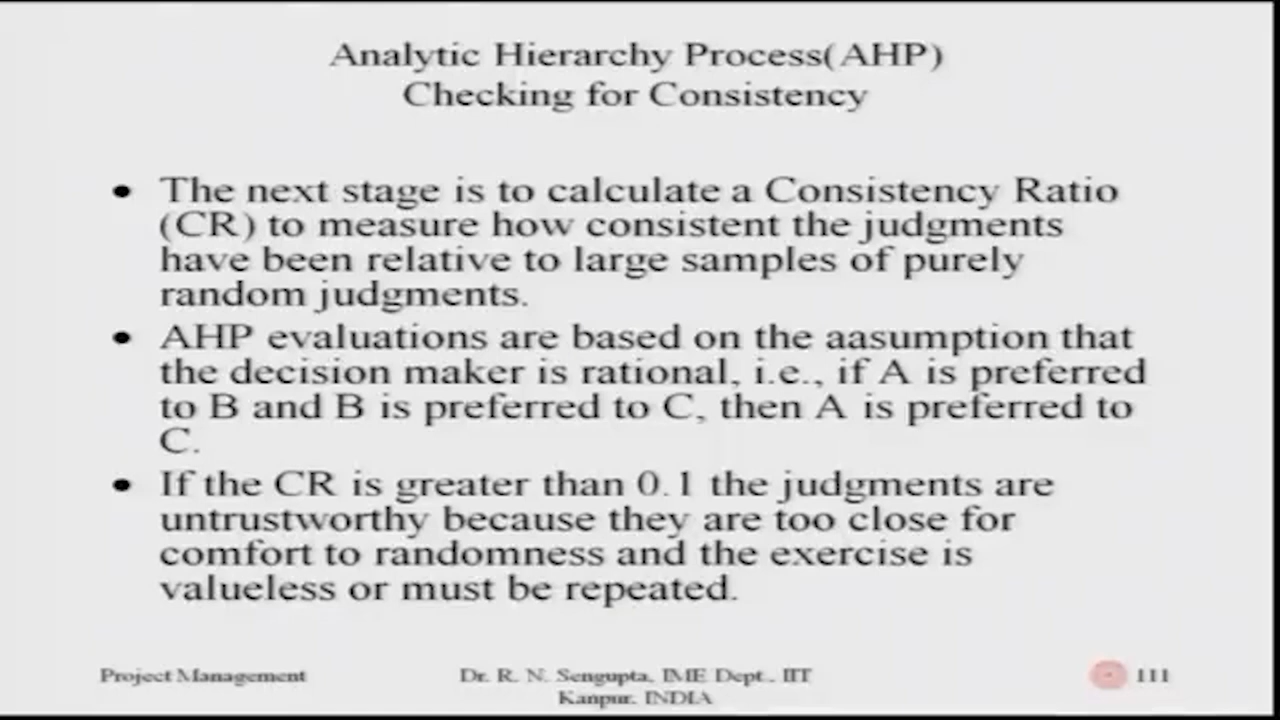 Analytic Hierarchy Process(AHP)
Checking for Consistency
• The next stage is to calculate a Consistency Ratio
(CR) to measure how consistent the judgments
have been relative to large samples of purely
random judgments.
• AHP evaluations are based on the aasumption that
the decision maker is rational, i.e., if A is preferred
to B and B is preferred to C, then A is preferred to
C.
• If the CR is greater than 0.1 the judgments are
untrustworthy because they are too close for
comfort to randomness and the exercise is
valueless or must be repeated.
Project Management
Dr. R. N. Sengupta, IME Dept., IIT
Kanpur, INDIA
111